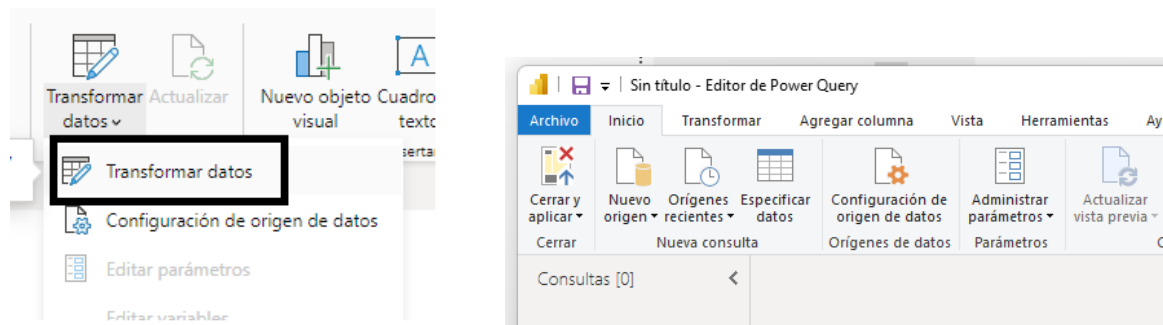 Transformar
datos
Actualizar
Nuevo objeto
visual
Cuadro
texto
Transformar datos
Configuración de origen de datos
Editar parámetros
Editar variables
Sin título - Editor de Power Query
Archivo Inicio Transformar Agregar columna Vista Herramientas Ay
Cerrar y
aplicar
Nuevo
origen
Orígenes
recientes
Especificar
datos
Configuración de
origen de datos
Administrar
parámetros
Actualizar
vista previa
Cerrar Nueva consulta Orígenes de datos Parámetros
Consultas [0]